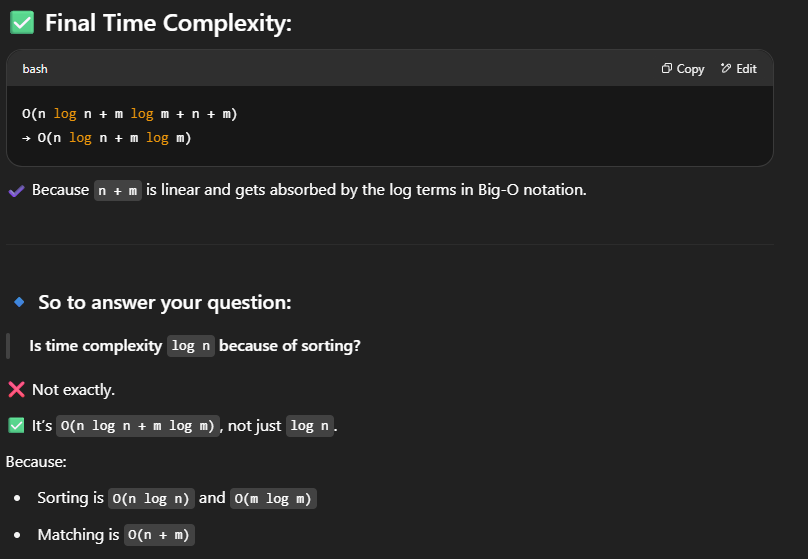 ✅ Final Time Complexity:
bash Copy Edit
O(n log n + m log m + n + m)
→ O(n log n + m log m)
✔ Because n + m is linear and gets absorbed by the log terms in Big-O notation.
🔹 So to answer your question:
Is time complexity log n because of sorting?
❌ Not exactly.
✅ It’s O(n log n + m log m), not just log n.
Because:
• Sorting is O(n log n) and O(m log m)
• Matching is O(n + m)